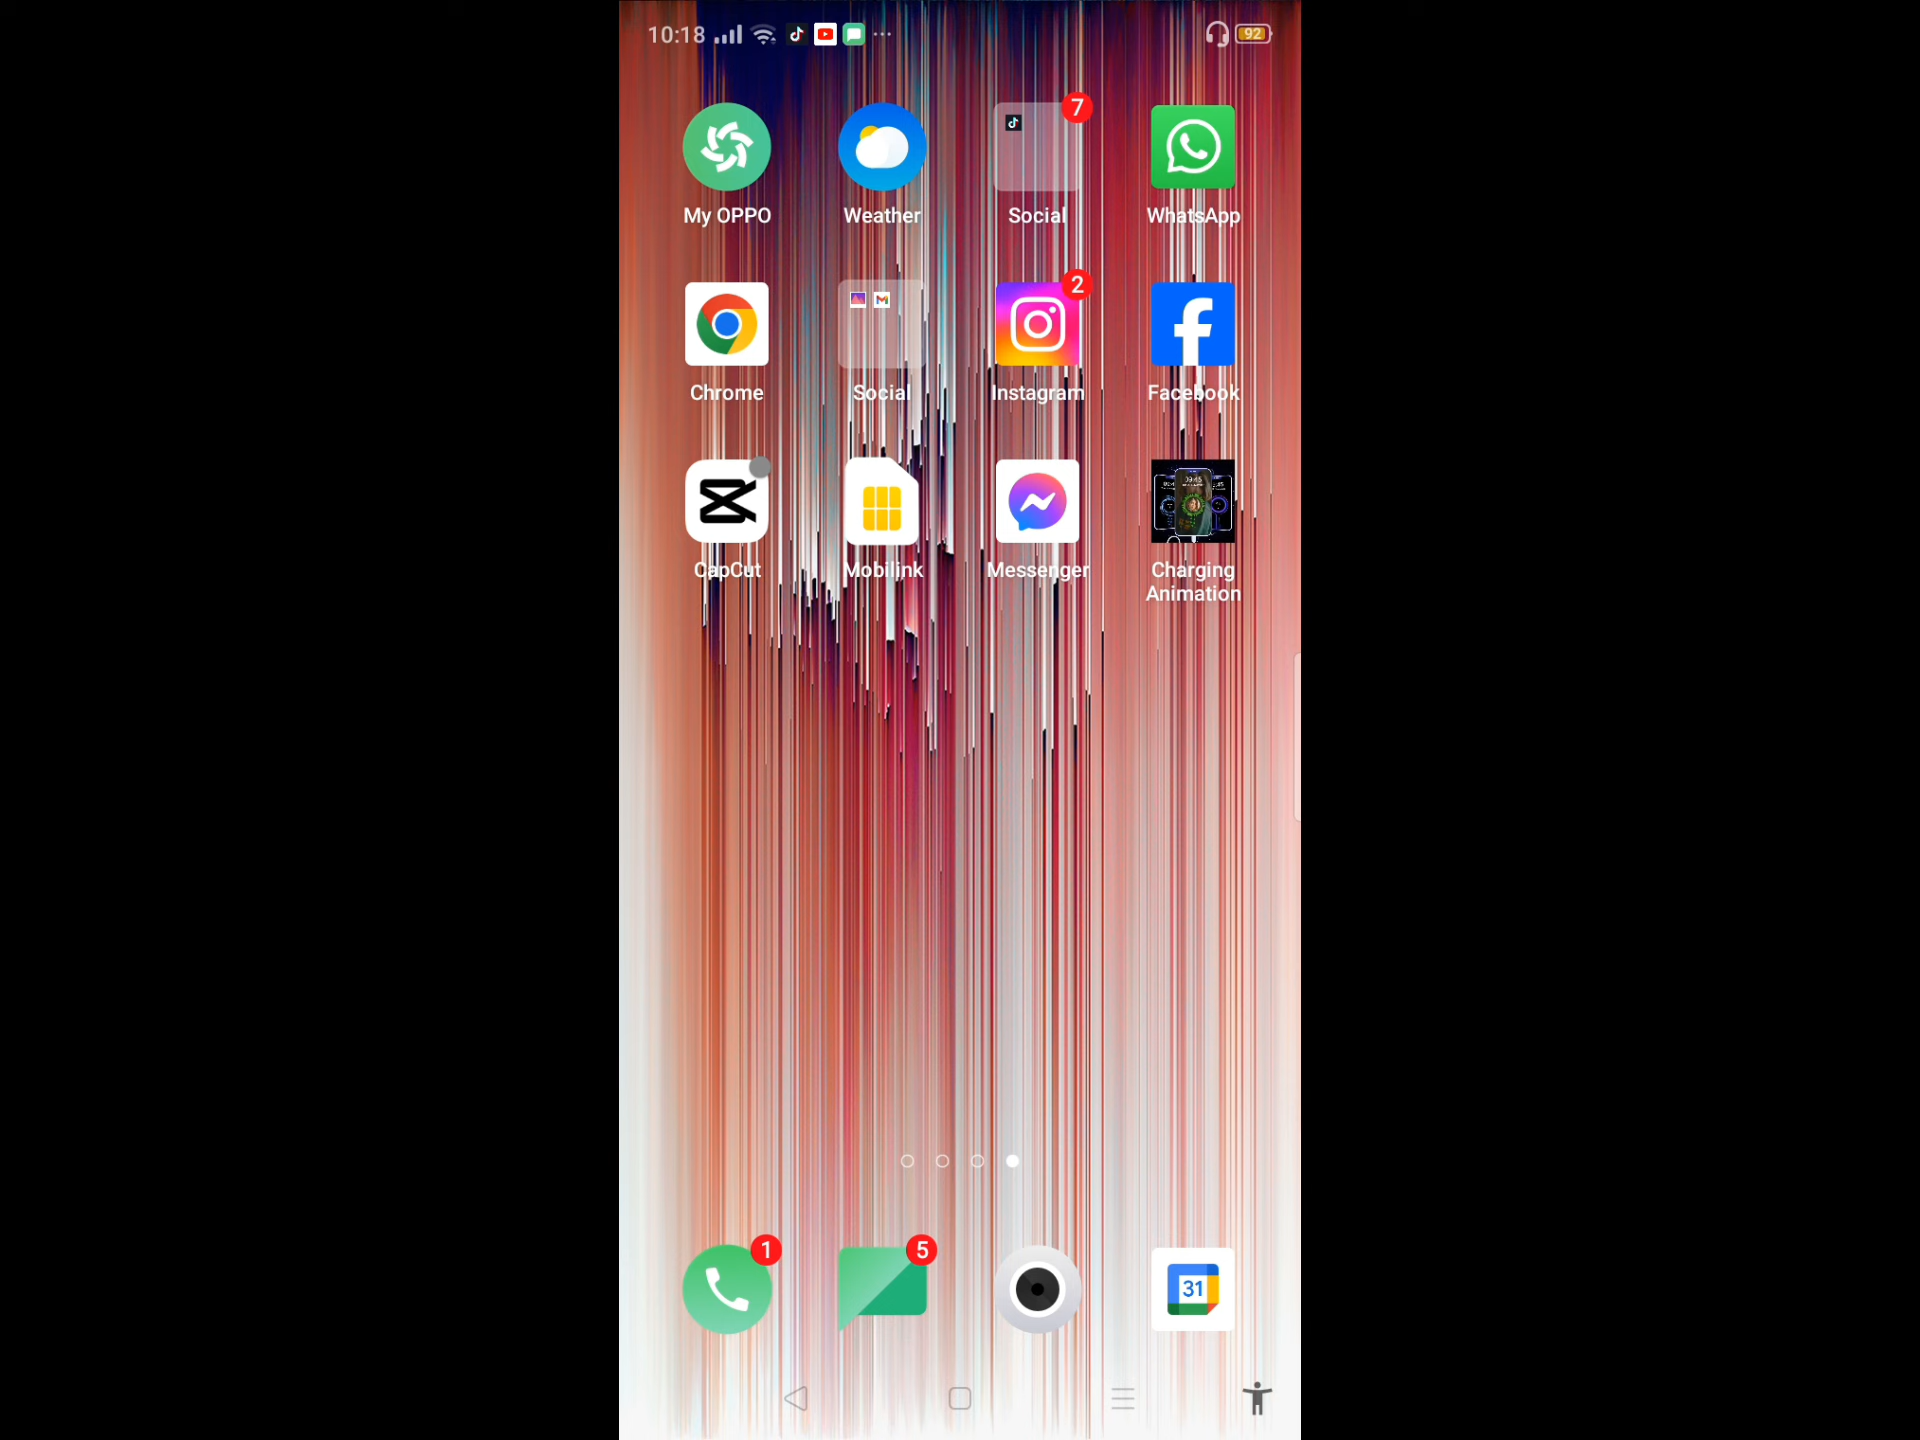 10:18
92
7
My OPPO
Weather
Social
WhatsApp
2
Chrome
Social
Instagram
Facebook
CapCut
Mobilink
Messenger
Charging
Animation
1
5
31